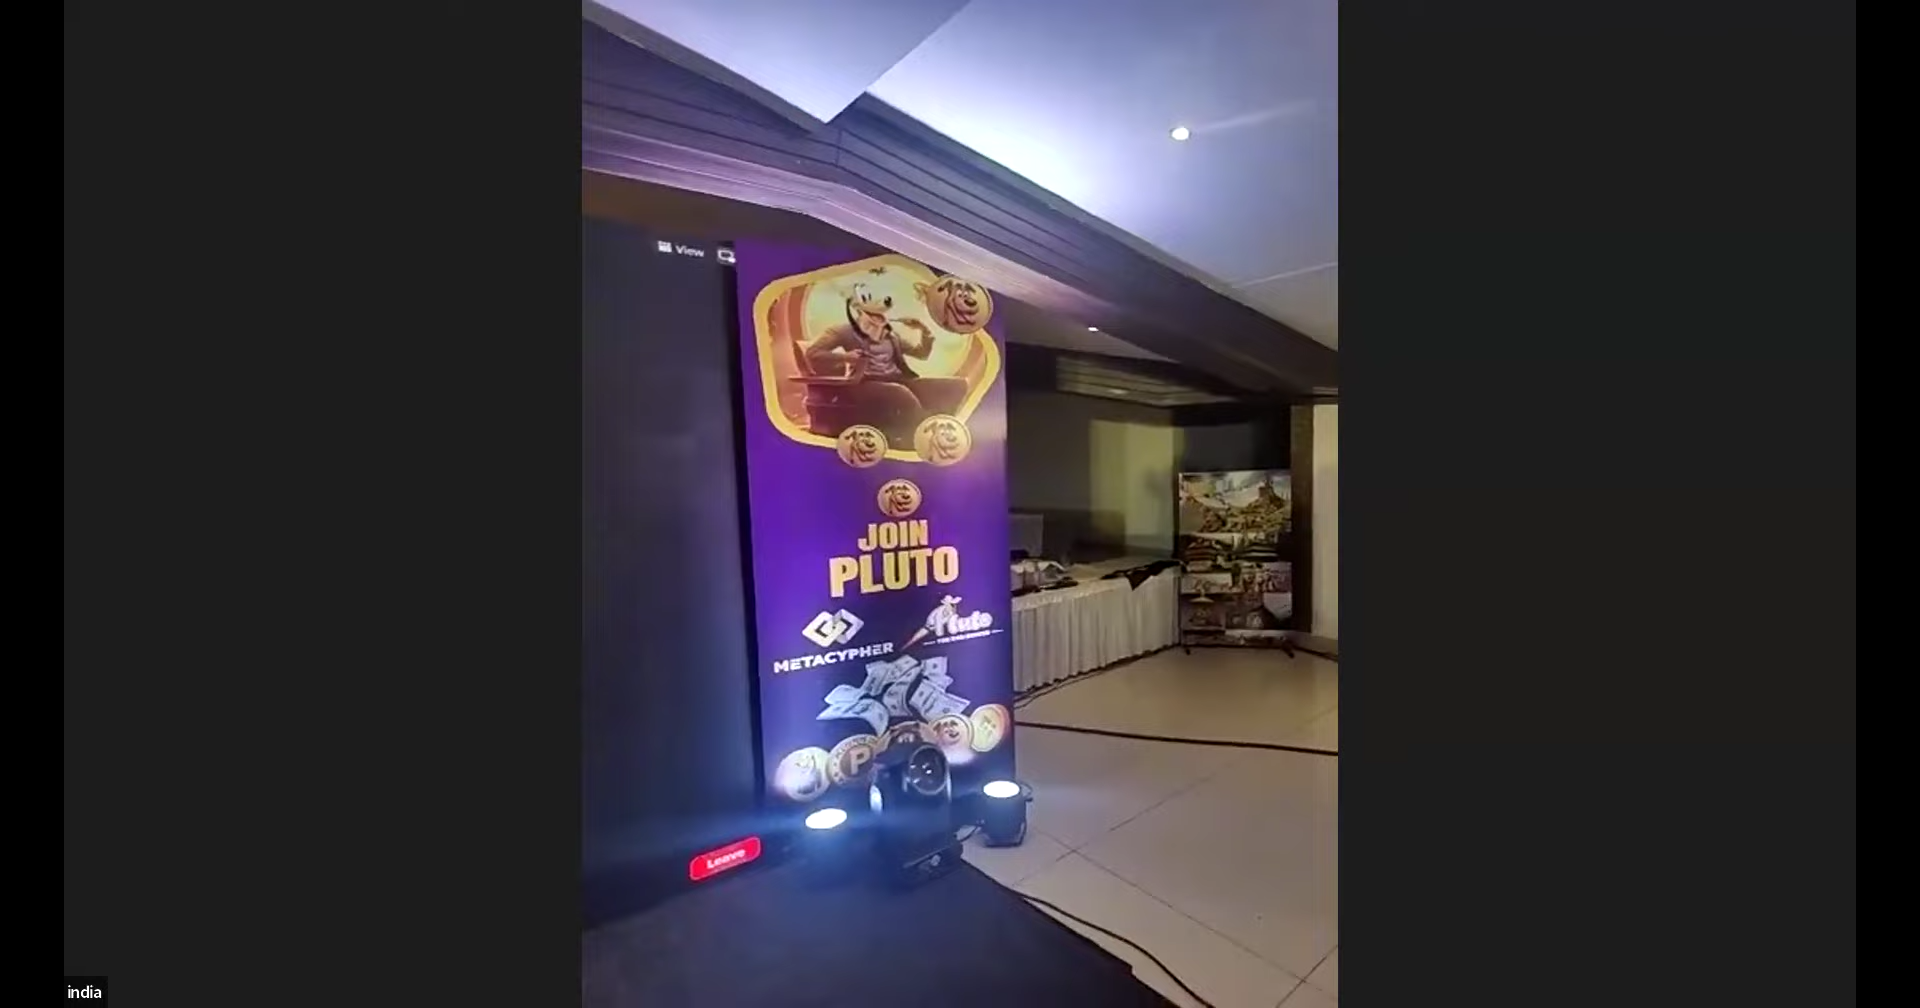 View
JOIN
PLUTO
METACYPHER
Pluto
P
Leave
india